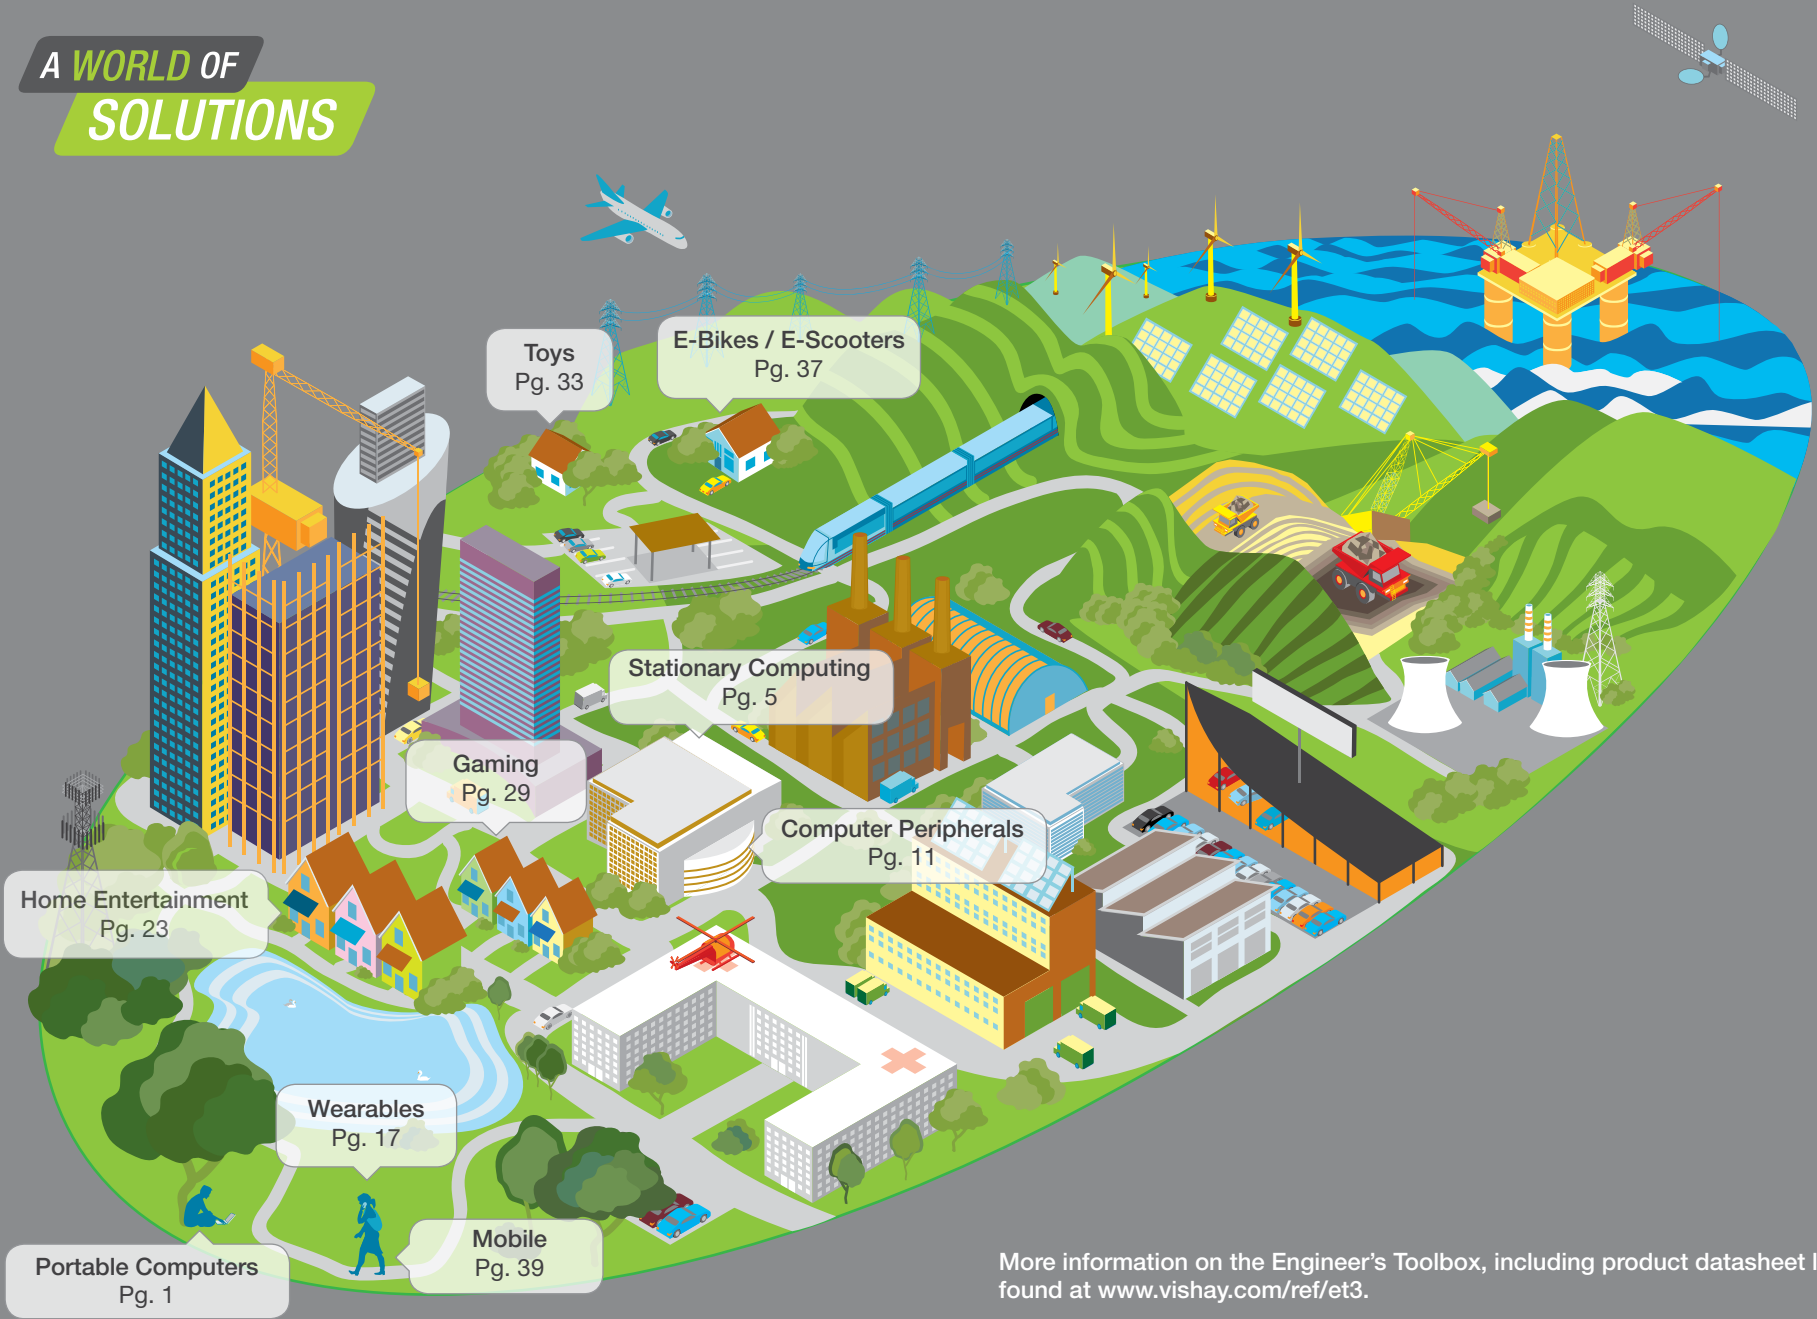 A WORLD OF
SOLUTIONS
Toys
Pg. 33
E-Bikes / E-Scooters
Pg. 37
Stationary Computing
Pg. 5
Gaming
Pg. 29
Computer Peripherals
Pg. 11
Home Entertainment
Pg. 23
Wearables
Pg. 17
Mobile
Pg. 39
Portable Computers
Pg. 1
More information on the Engineer’s Toolbox, including product datasheet
found at www.vishay.com/ref/et3.